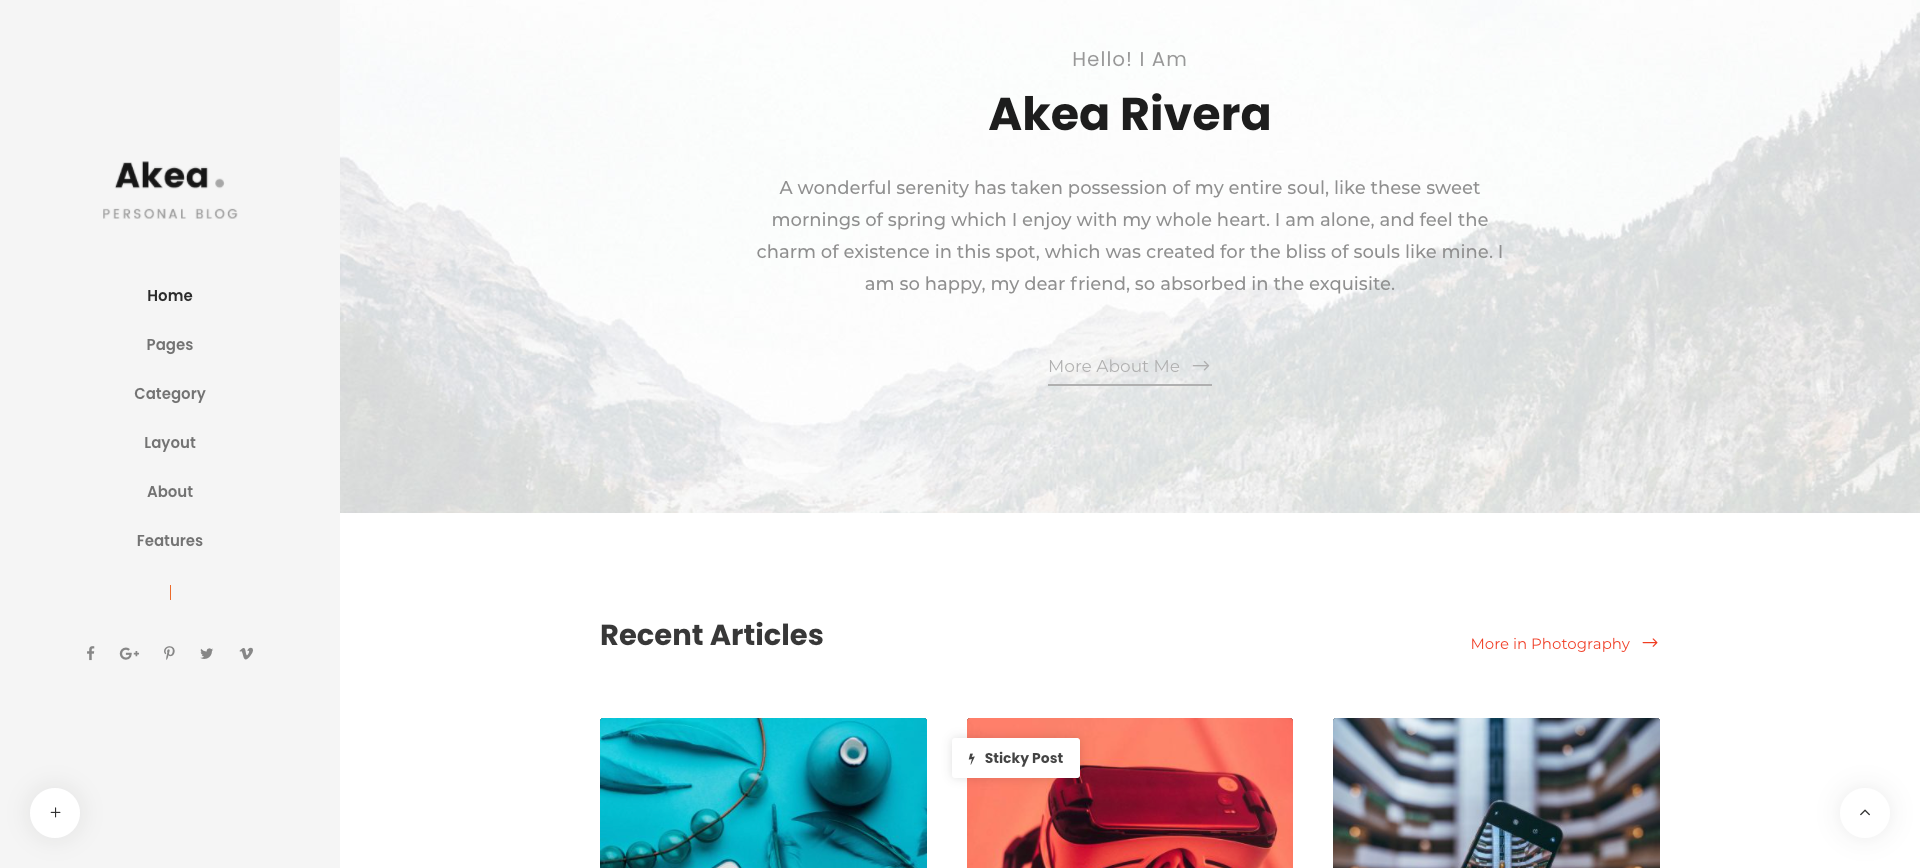 Akea.
PERSONAL BLOG
Home
Pages
Category
Layout
About
Features
Hello! I Am
Akea Rivera
A wonderful serenity has taken possession of my entire soul, like these sweet
mornings of spring which I enjoy with my whole heart. I am alone, and feel the
charm of existence in this spot, which was created for the bliss of souls like mine. I
am so happy, my dear friend, so absorbed in the exquisite.
More About Me →
Recent Articles
More in Photography →
Sticky Post